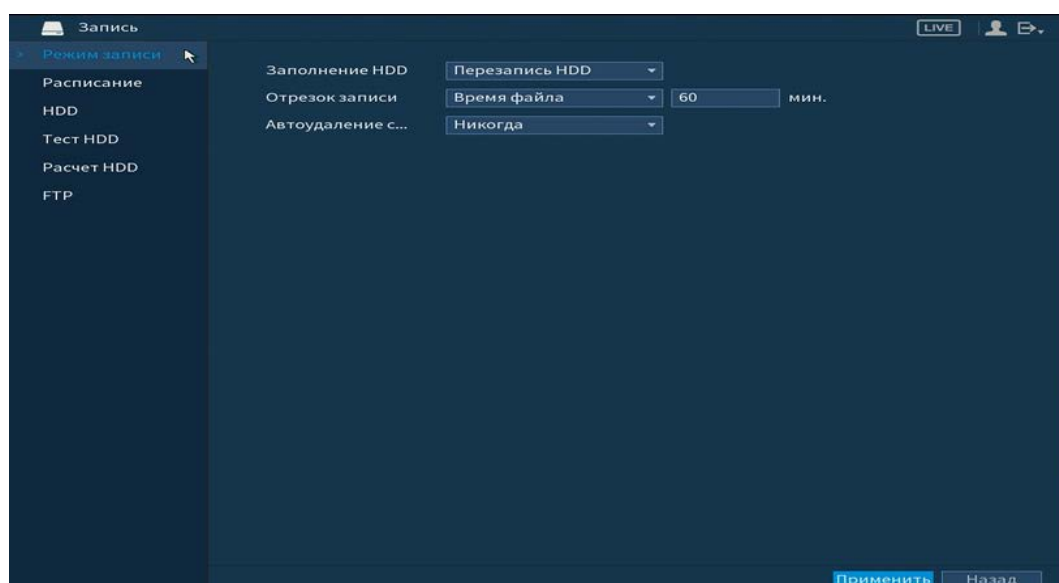 Запись
LIVE
Режим записи
Расписание
HDD
Тест HDD
Расчет HDD
FTP
Заполнение HDD Перезапись HDD
Отрезок записи Время файла 60 мин.
Автоудаление с... Никогда
Применить Назад